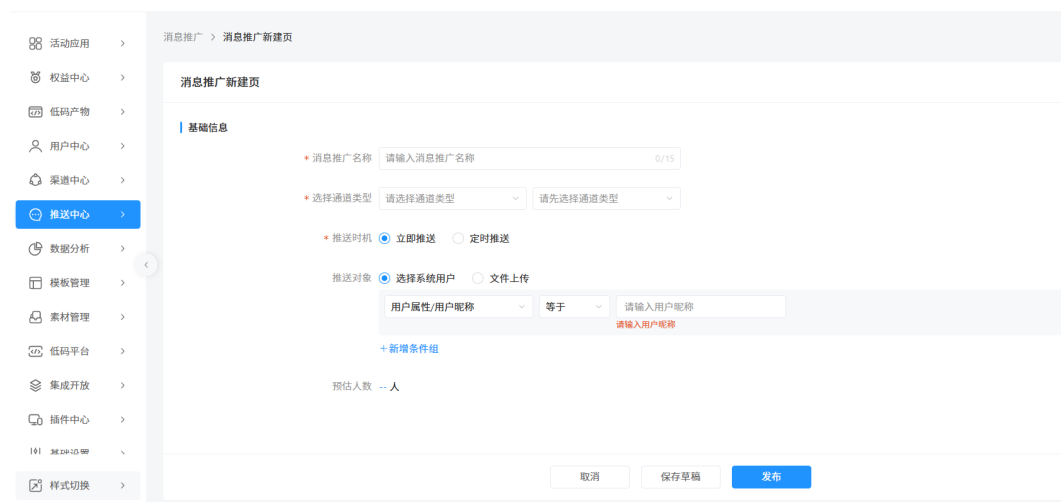 消息推广 > 消息推广新建页
活动应用
权益中心
低码产物
用户中心
渠道中心
推送中心
数据分析
模板管理
素材管理
低码平台
集成开放
插件中心
基础设置
样式切换
消息推广新建页
基础信息
* 消息推广名称 请输入消息推广名称 0/15
* 选择通道类型 请选择通道类型 请先选择通道类型
* 推送时机 立即推送 定时推送
推送对象 选择系统用户 文件上传
用户属性/用户昵称 等于 请输入用户昵称
请输入用户昵称
+新增条件组
预估人数 -- 人
取消 保存草稿 发布